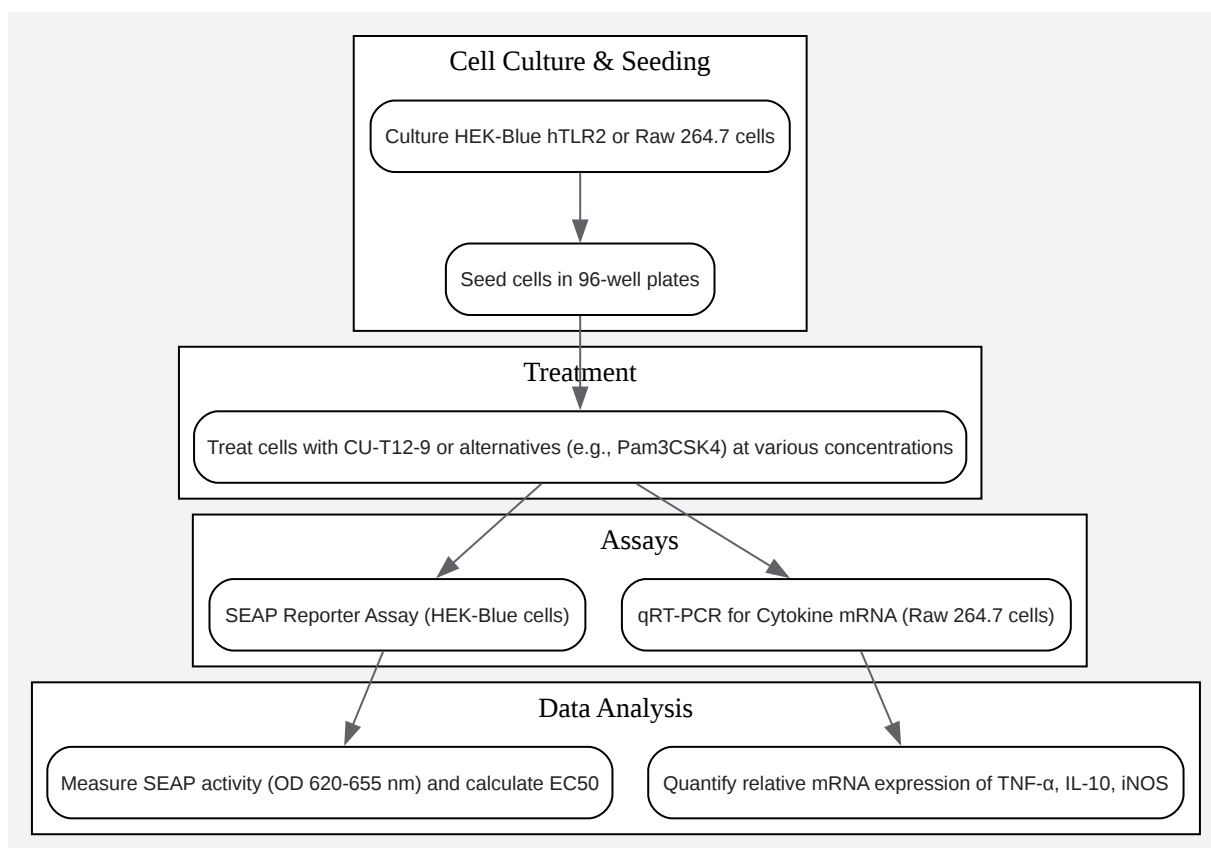 Cell Culture & Seeding
Culture HEK-Blue hTLR2 or Raw 264.7 cells
Seed cells in 96-well plates
Treatment
Treat cells with CU-T12-9 or alternatives (e.g., Pam3CSK4) at various concentrations
Assays
SEAP Reporter Assay (HEK-Blue cells)
qRT-PCR for Cytokine mRNA (Raw 264.7 cells)
Data Analysis
Measure SEAP activity (OD 620-655 nm) and calculate EC50
Quantify relative mRNA expression of TNF-α, IL-10, iNOS